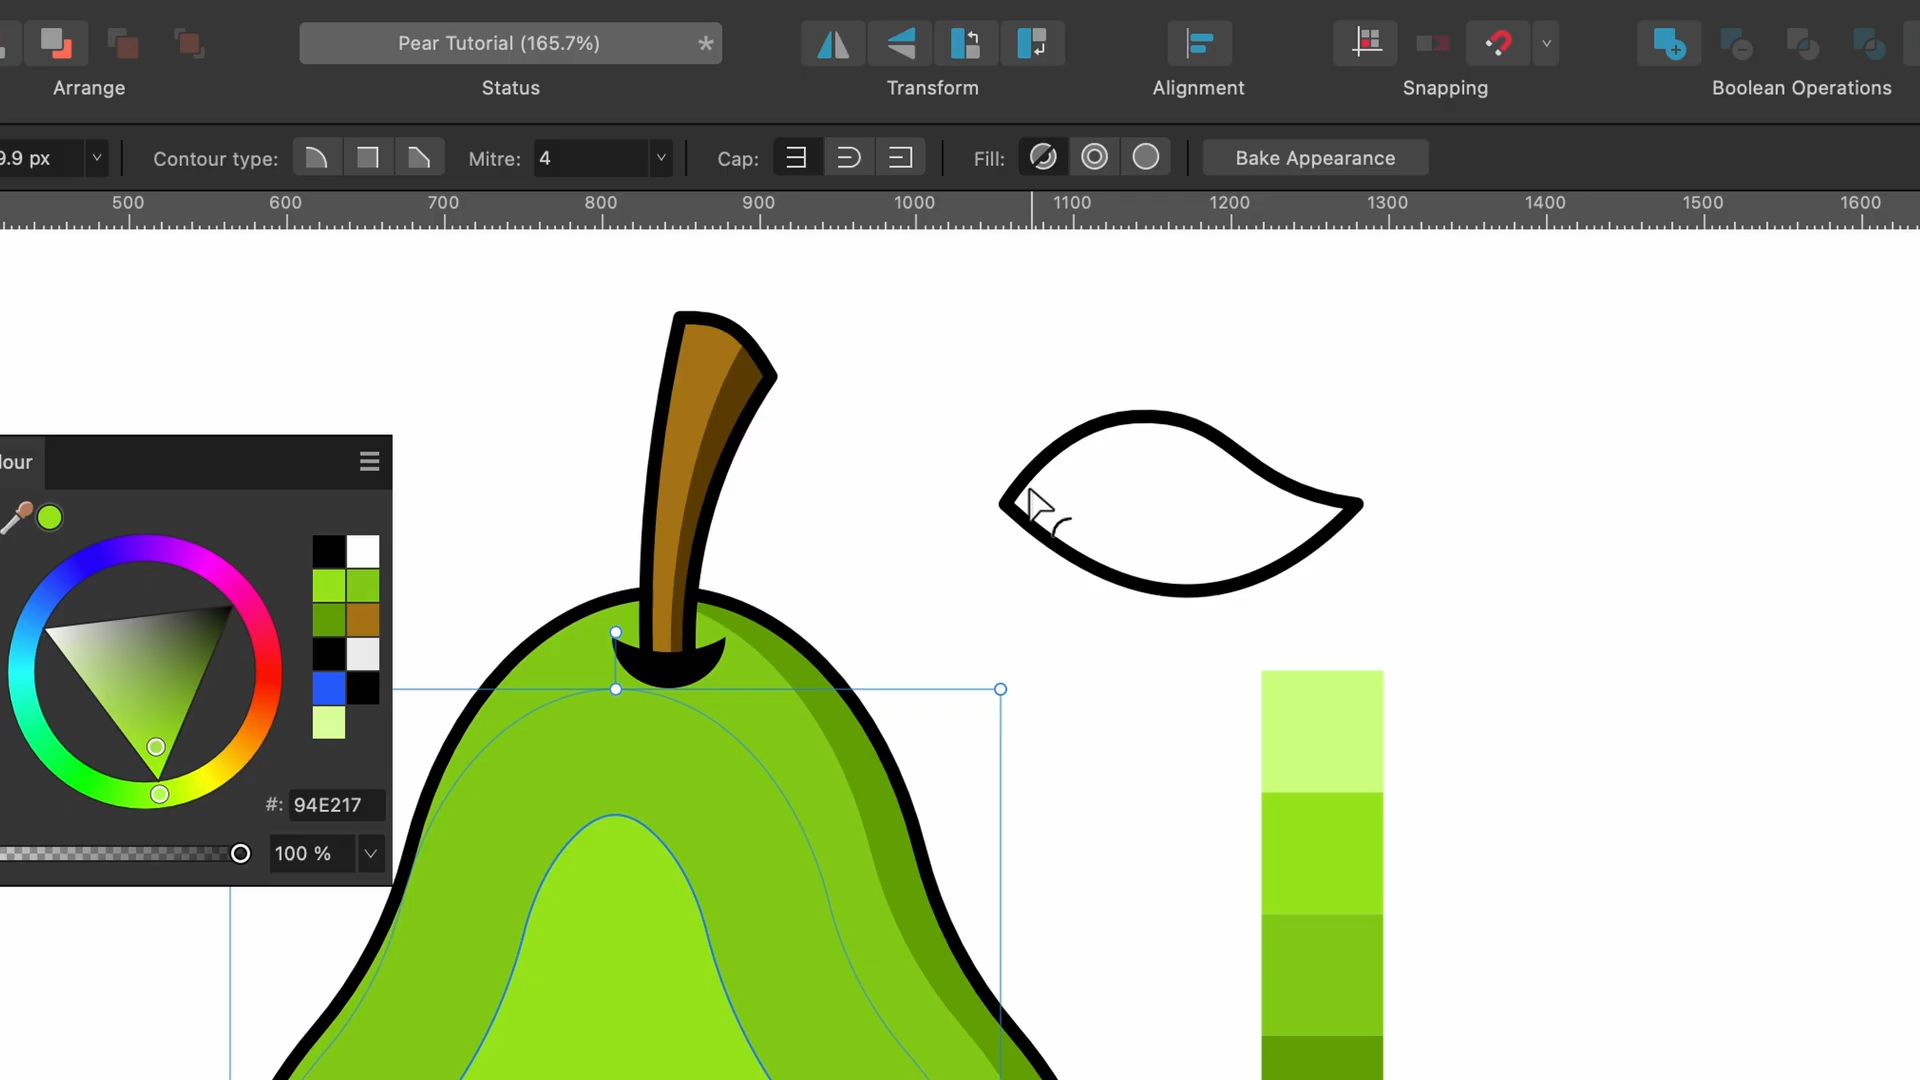 Pear Tutorial (165.7%)
*
Arrange
Status
Transform
Alignment
Snapping
Boolean Operations
9.9 px
Contour type:
Mitre: 4
Cap:
Fill:
Bake Appearance
500 600 700 800 900 1000 1100 1200 1300 1400 1500 1600
lour
#: 94E217
100 %